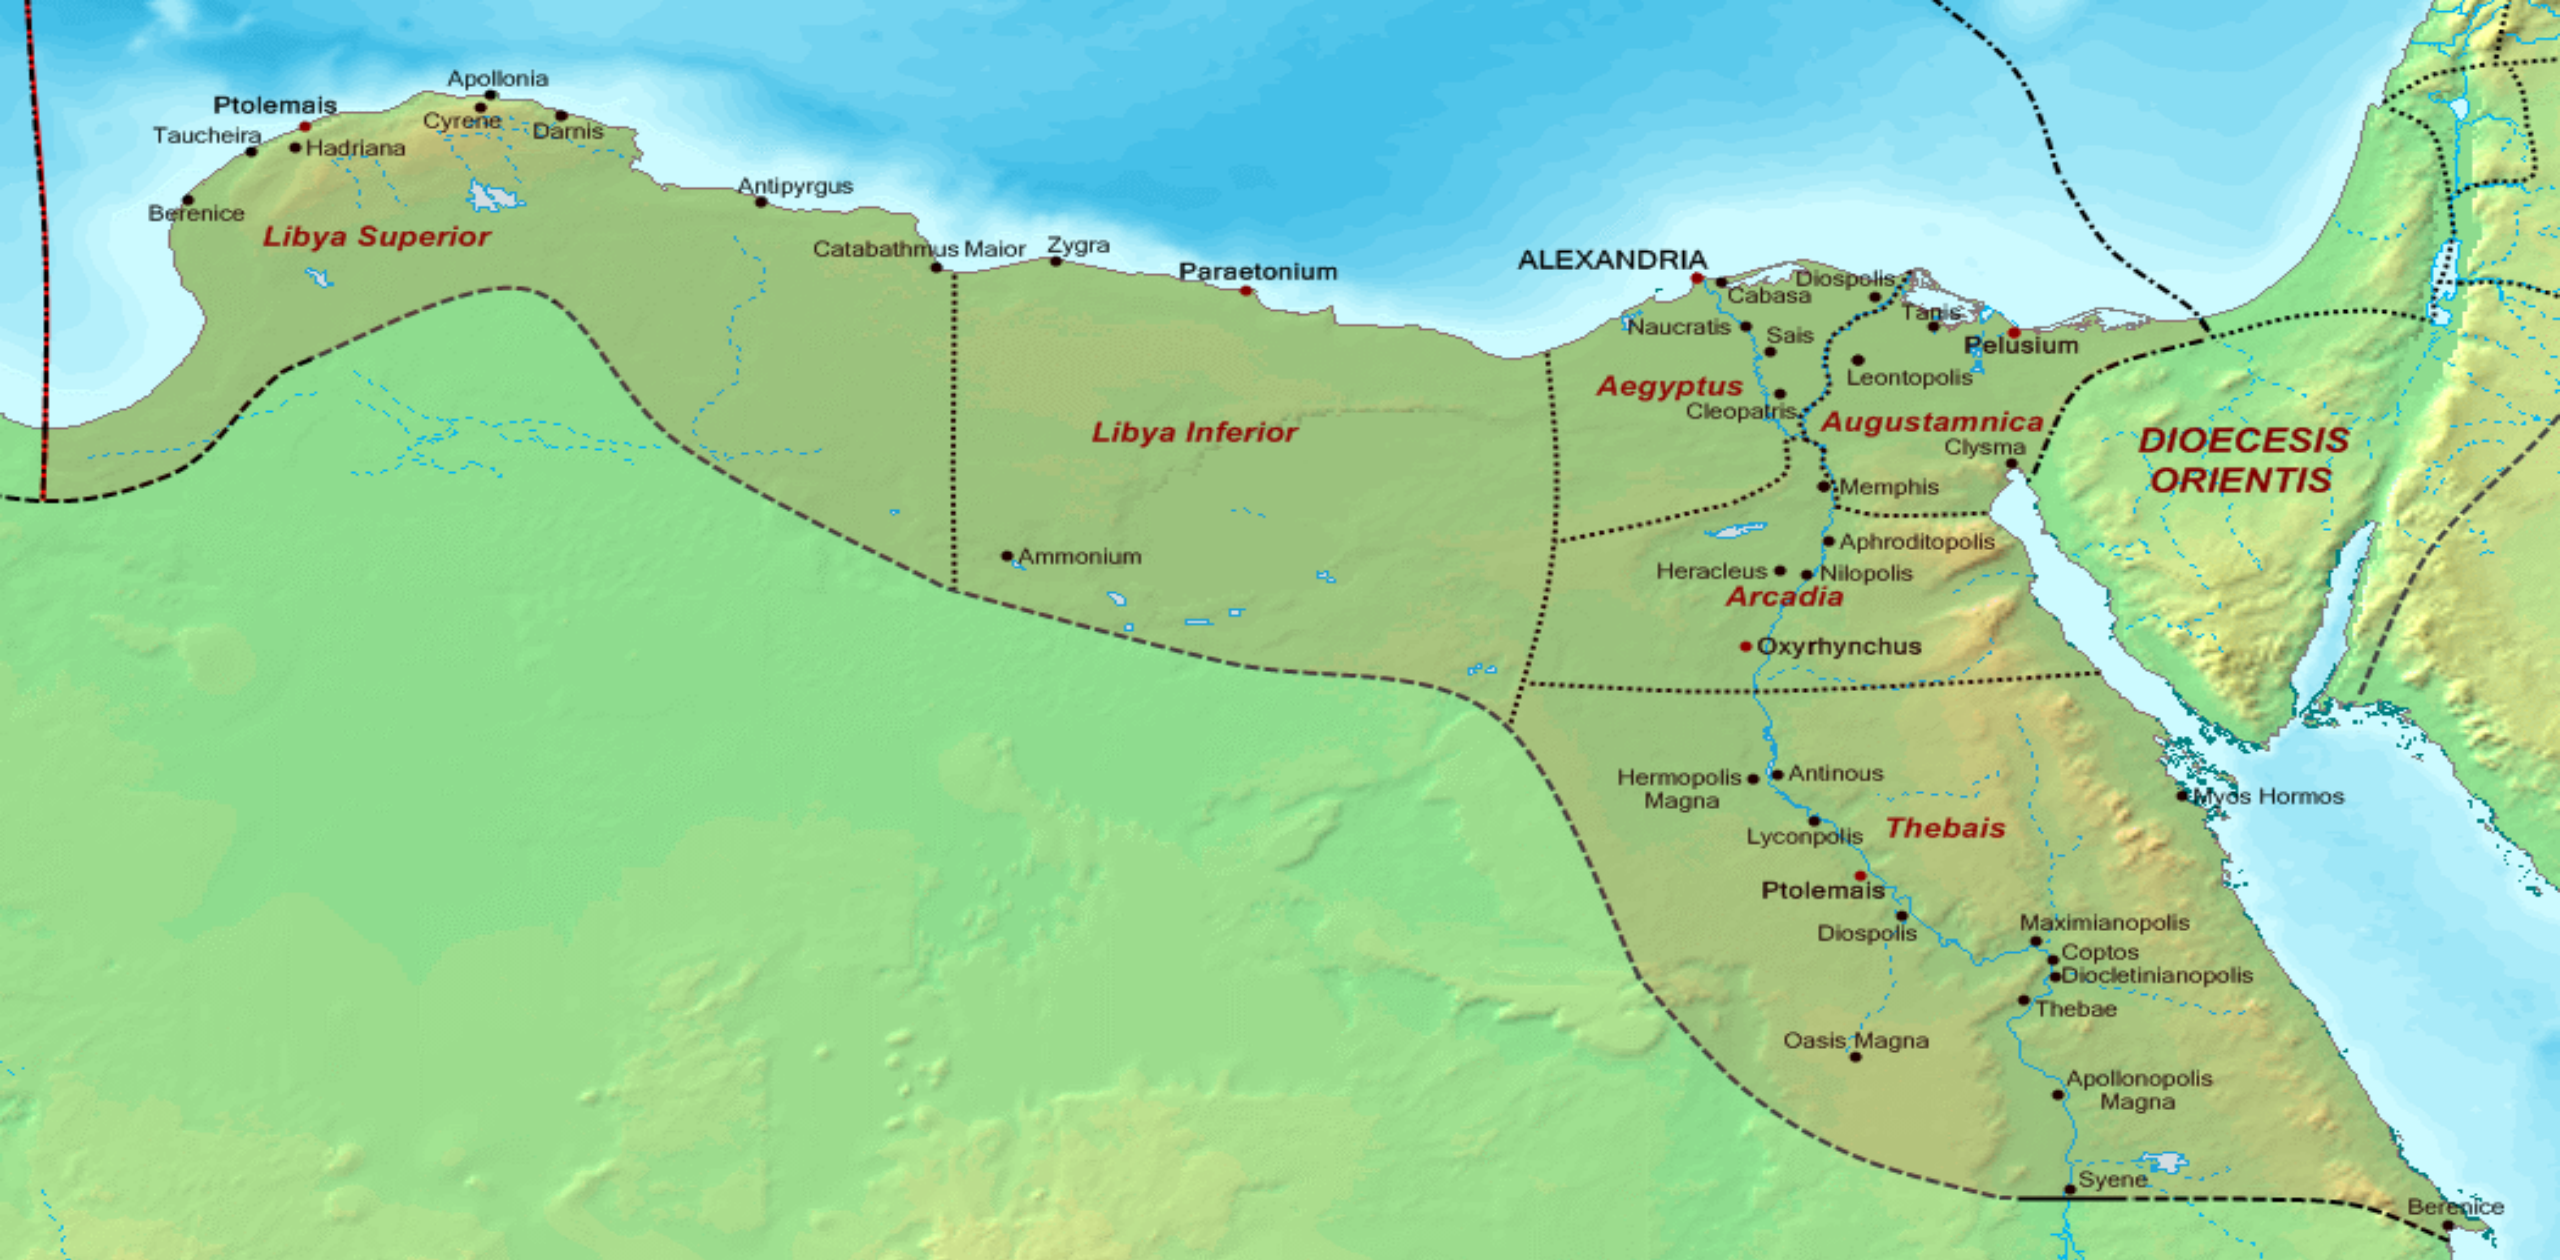 Apollonia
Ptolemais
Cyrene
Taucheira
Darnis
Hadriana
Antipyrgus
Berenice
Libya Superior
Catabathmus Maior
Zygra
Paraetonium
ALEXANDRIA
Cabasa
Diospolis
Tanis
Naucratis
Sais
Pelusium
Leontopolis
Aegyptus
Cleopatris
Augustamnica
Libya Inferior
Clysma
DIOECESIS
ORIENTIS
Memphis
Ammonium
Aphroditopolis
Heracleus
Nilopolis
Arcadia
Oxyrhynchus
Hermopolis
Magna
Antinous
Myos Hormos
Lyconpolis
Thebais
Ptolemais
Diospolis
Maximianopolis
Coptos
Diocletinianopolis
Thebae
Oasis Magna
Apollonopolis
Magna
Syene
Berenice